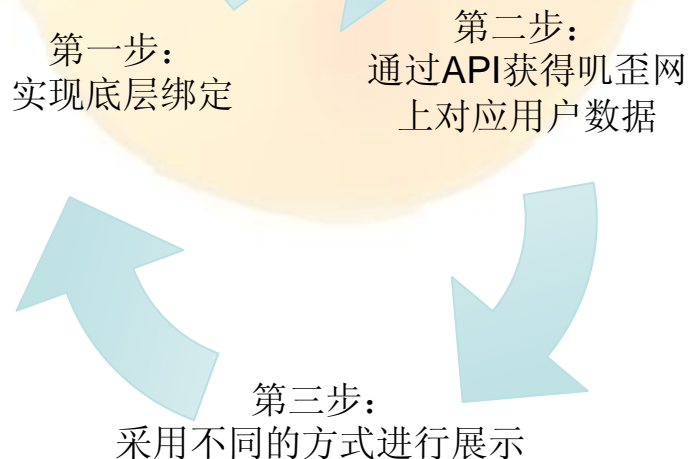 第一步：
实现底层绑定
第二步：
通过API获得叽歪网
上对应用户数据
第三步：
采用不同的方式进行展示